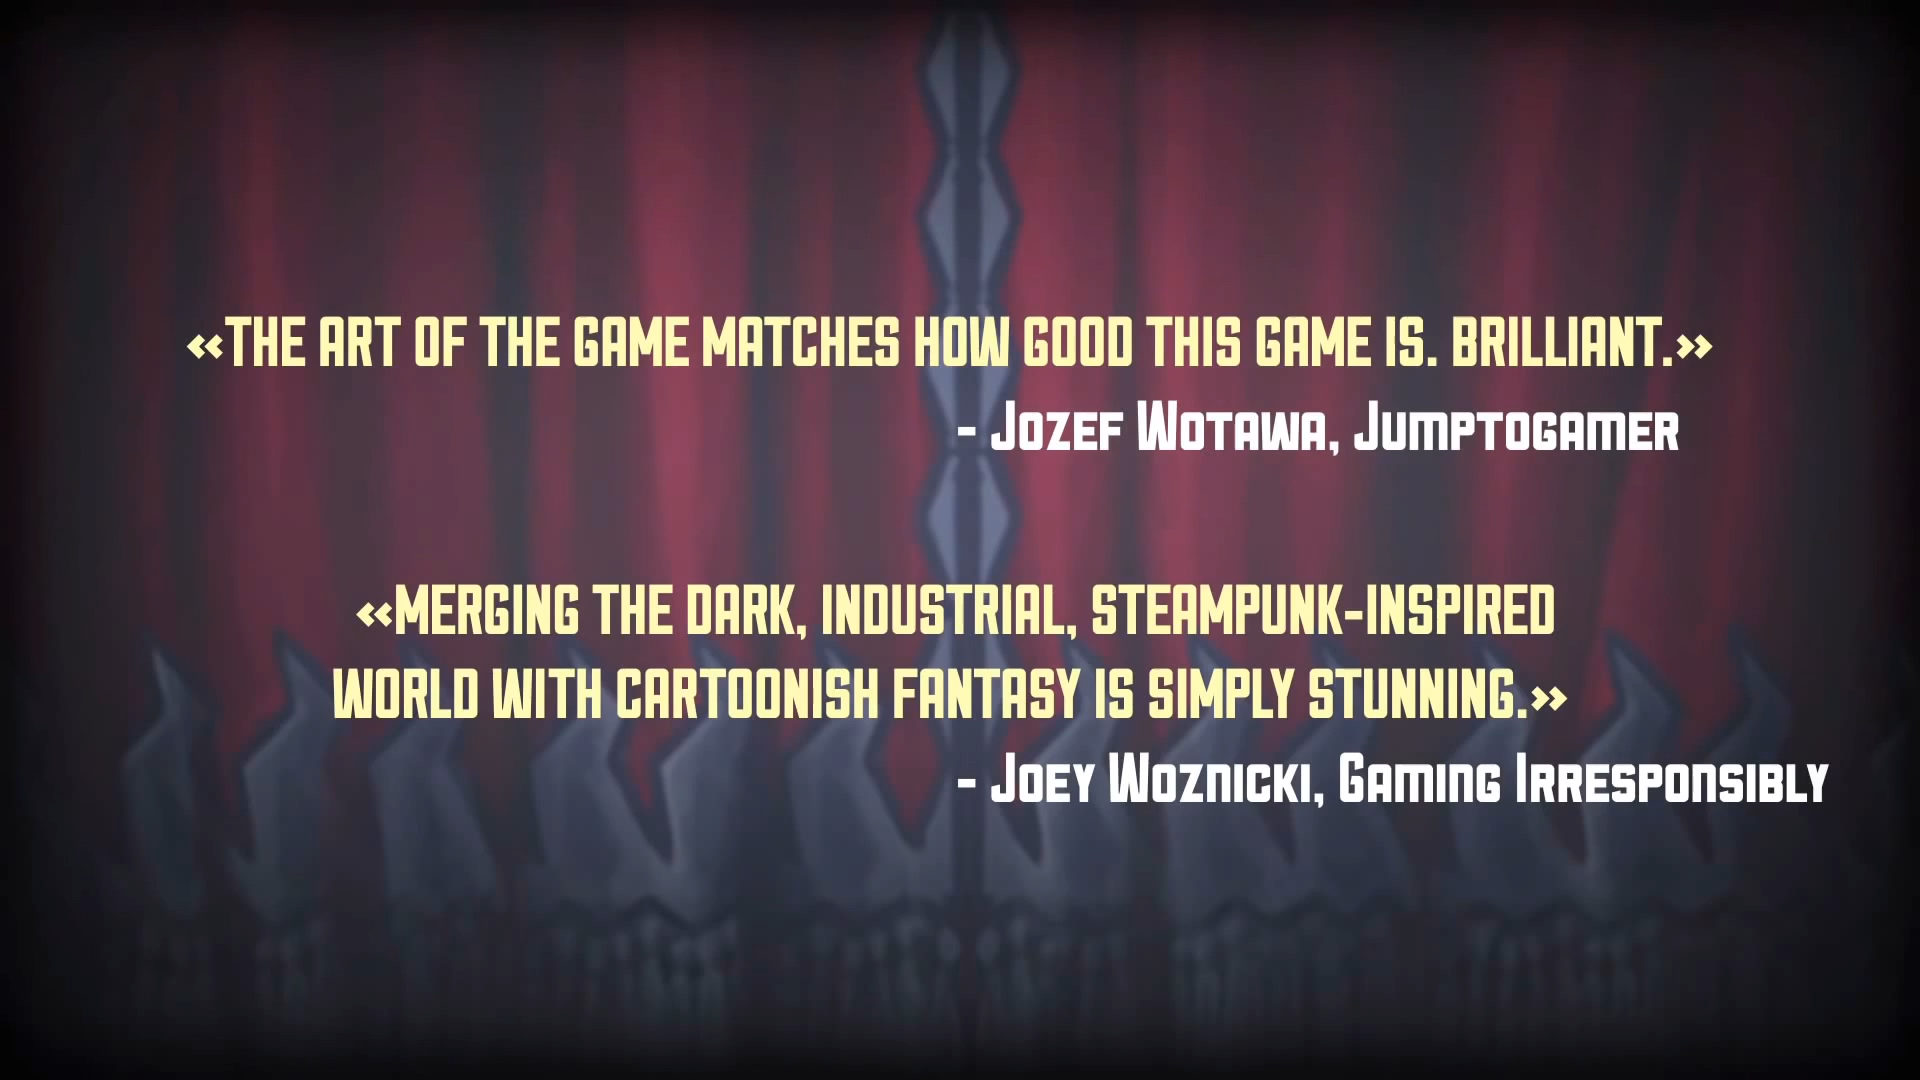 «THE ART OF THE GAME MATCHES HOW GOOD THIS GAME IS. BRILLIANT.»
- Jozef Wotawa, Jumptogamer
«MERGING THE DARK, INDUSTRIAL, STEAMPUNK-INSPIRED
WORLD WITH CARTOONISH FANTASY IS SIMPLY STUNNING.»
- Joey Woznicki, Gaming Irresponsibly